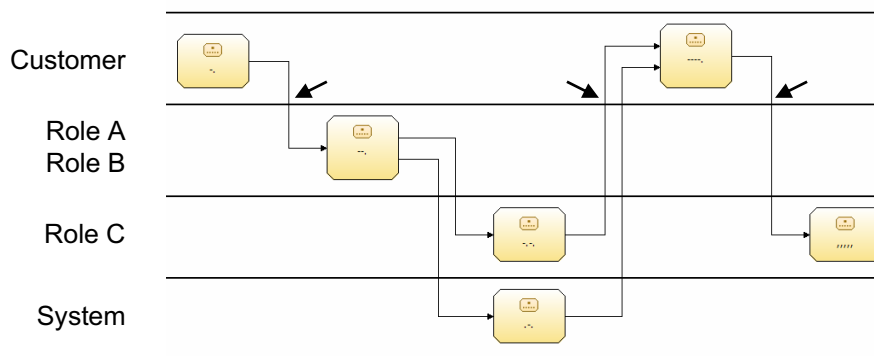 Customer
-.
----.
Role A
Role B
--.
Role C
-.-.
,,,,,
System
.-.